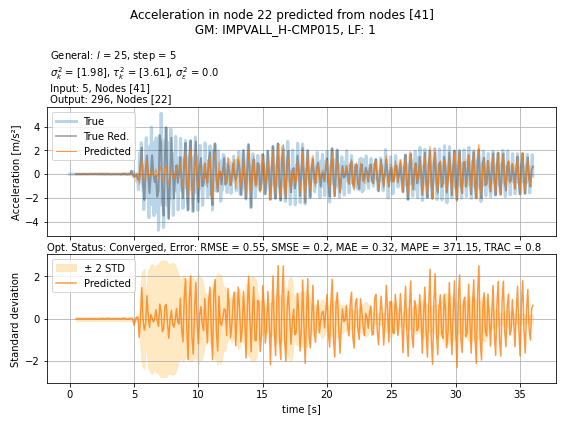 Acceleration in node 22 predicted from nodes [41]
GM: IMPVALL_H-CMP015, LF: 1
General: l = 25, step = 5
σ²ₖ = [1.98], τ²ₖ = [3.61], σ²ε = 0.0
Input: 5, Nodes [41]
Output: 296, Nodes [22]
True
True Red.
Predicted
Acceleration [m/s²]
4
2
0
−2
−4
Opt. Status: Converged, Error: RMSE = 0.55, SMSE = 0.2, MAE = 0.32, MAPE = 371.15, TRAC = 0.8
± 2 STD
Predicted
Standard deviation
2
0
−2
0 5 10 15 20 25 30 35
time [s]